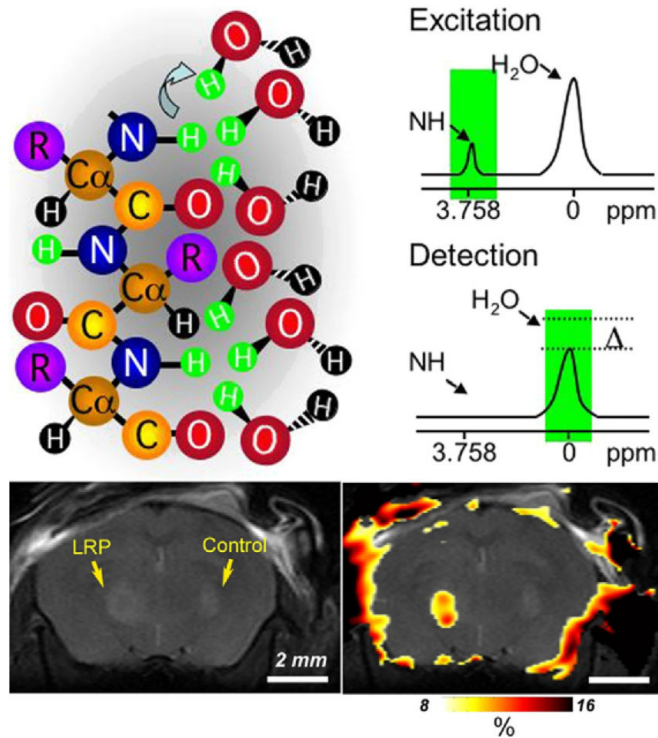 O
H
H
N
H
O
R
H
H
Cα
H
H
C
O
O
H
H
N
R
O
H
Cα
H
O
C
H
H
O
H
R
N
H
H
H
Cα
O
H
C
O
Excitation
H₂O
NH
3.758 0 ppm
Detection
H₂O
Δ
NH
3.758 0 ppm
LRP
Control
2 mm
8 16
%